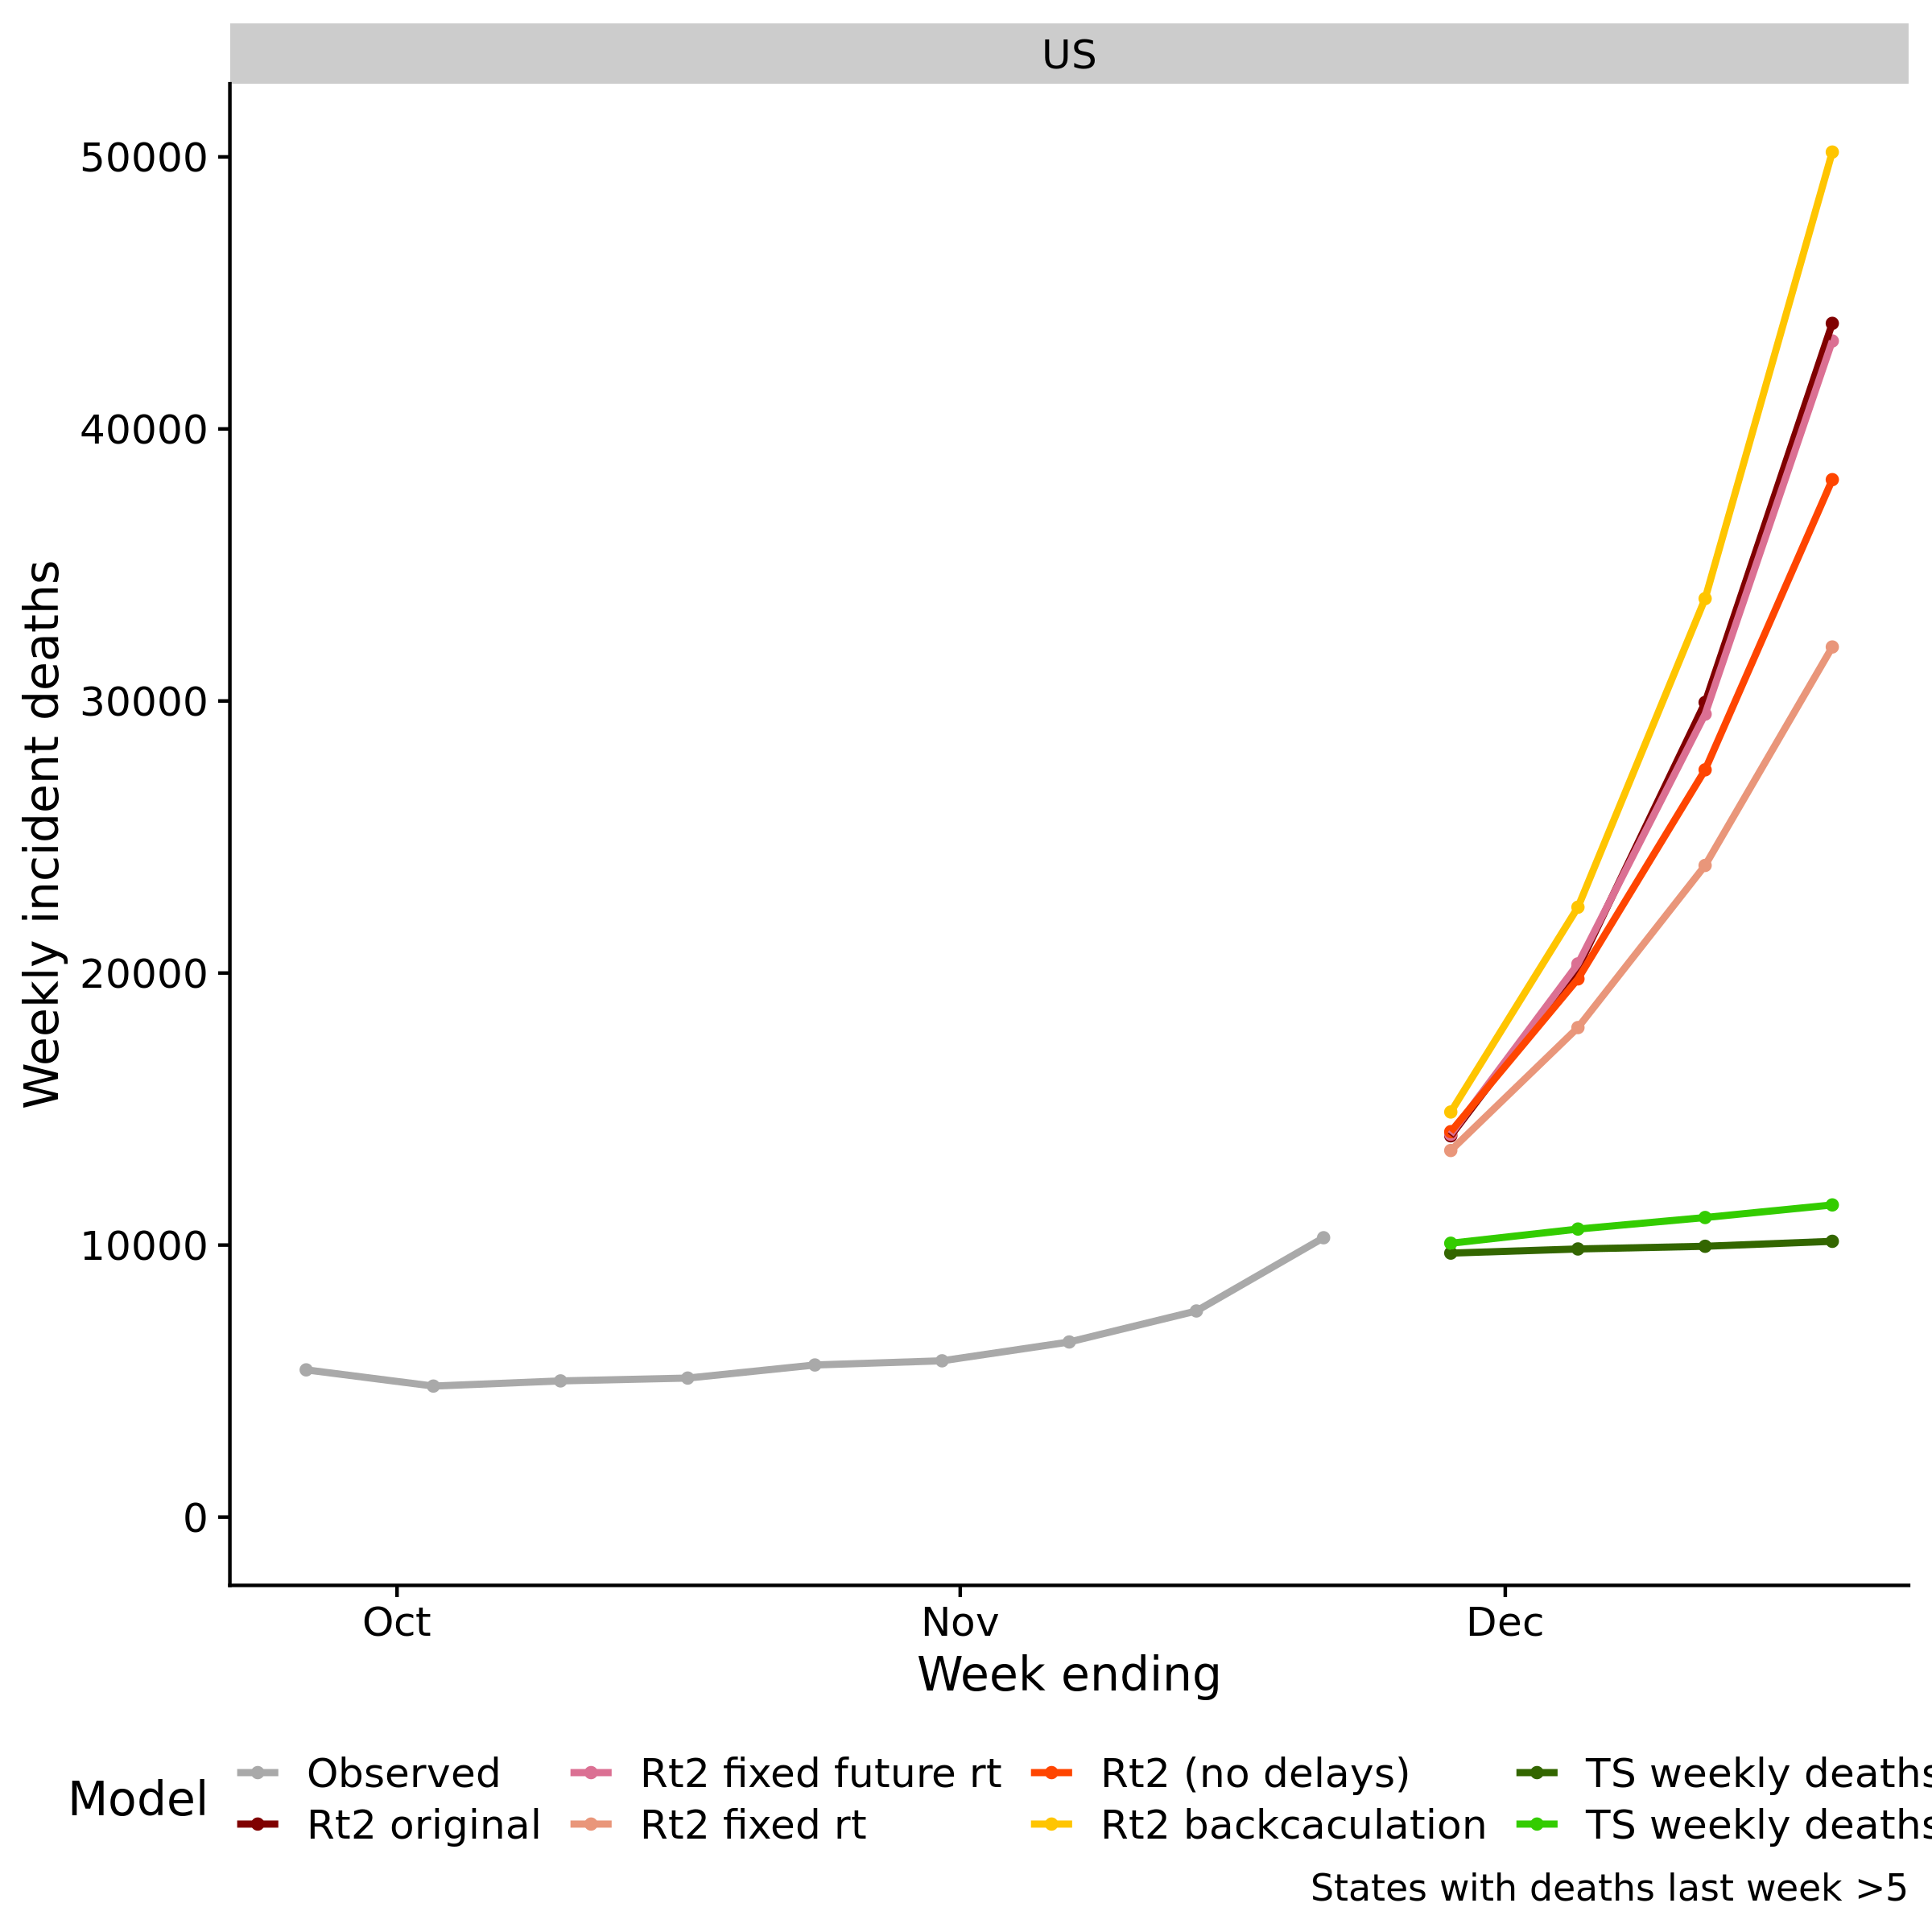 US
50000
40000
30000
20000
10000
0
Weekly incident deaths
Oct Nov Dec
Week ending
Model
Observed Rt2 fixed future rt Rt2 (no delays) TS weekly deaths
Rt2 original Rt2 fixed rt Rt2 backcaculation TS weekly deaths
States with deaths last week >5